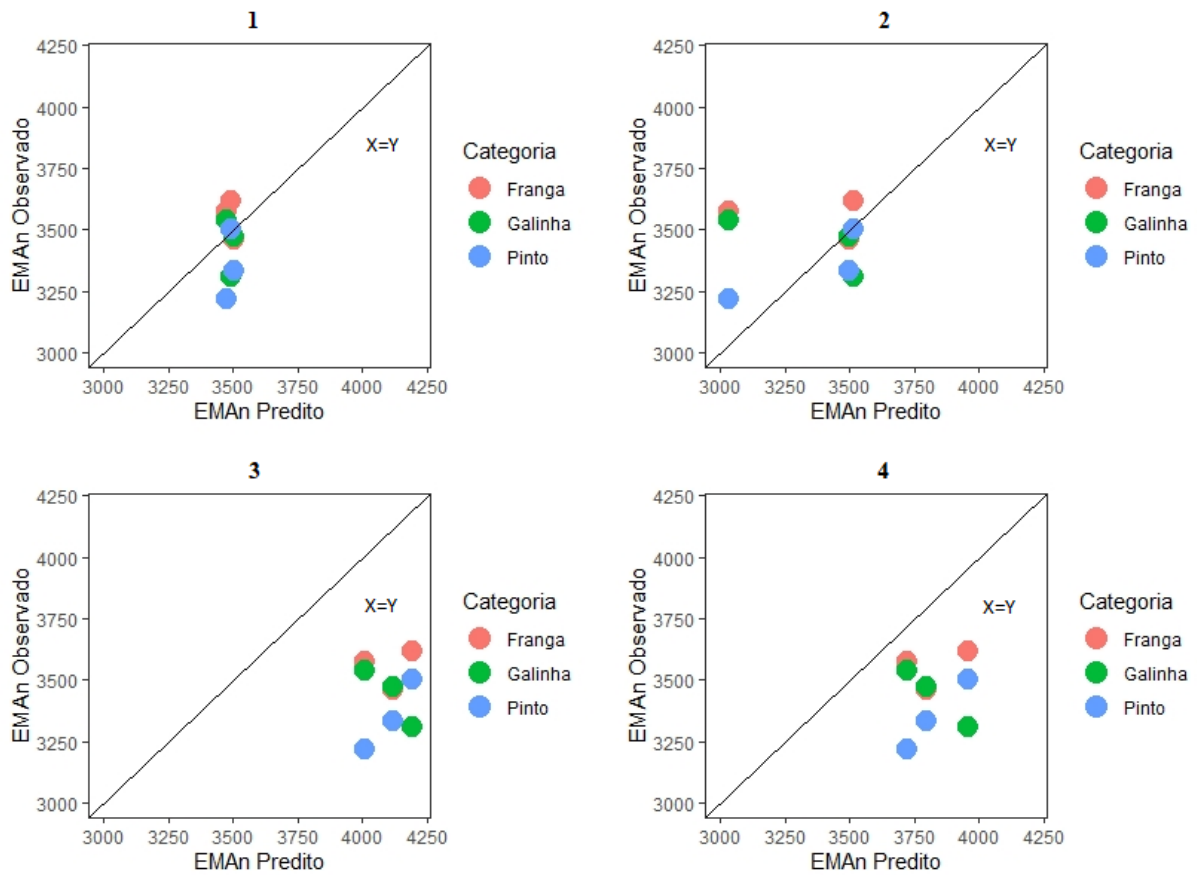 1
4250
4000
3750
3500
3250
3000
EMAn Observado
X=Y
3000 3250 3500 3750 4000 4250
EMAn Predito
Categoria
Franga
Galinha
Pinto
2
4250
4000
3750
3500
3250
3000
EMAn Observado
X=Y
3000 3250 3500 3750 4000 4250
EMAn Predito
Categoria
Franga
Galinha
Pinto
3
4250
4000
3750
3500
3250
3000
EMAn Observado
X=Y
3000 3250 3500 3750 4000 4250
EMAn Predito
Categoria
Franga
Galinha
Pinto
4
4250
4000
3750
3500
3250
3000
EMAn Observado
X=Y
3000 3250 3500 3750 4000 4250
EMAn Predito
Categoria
Franga
Galinha
Pinto